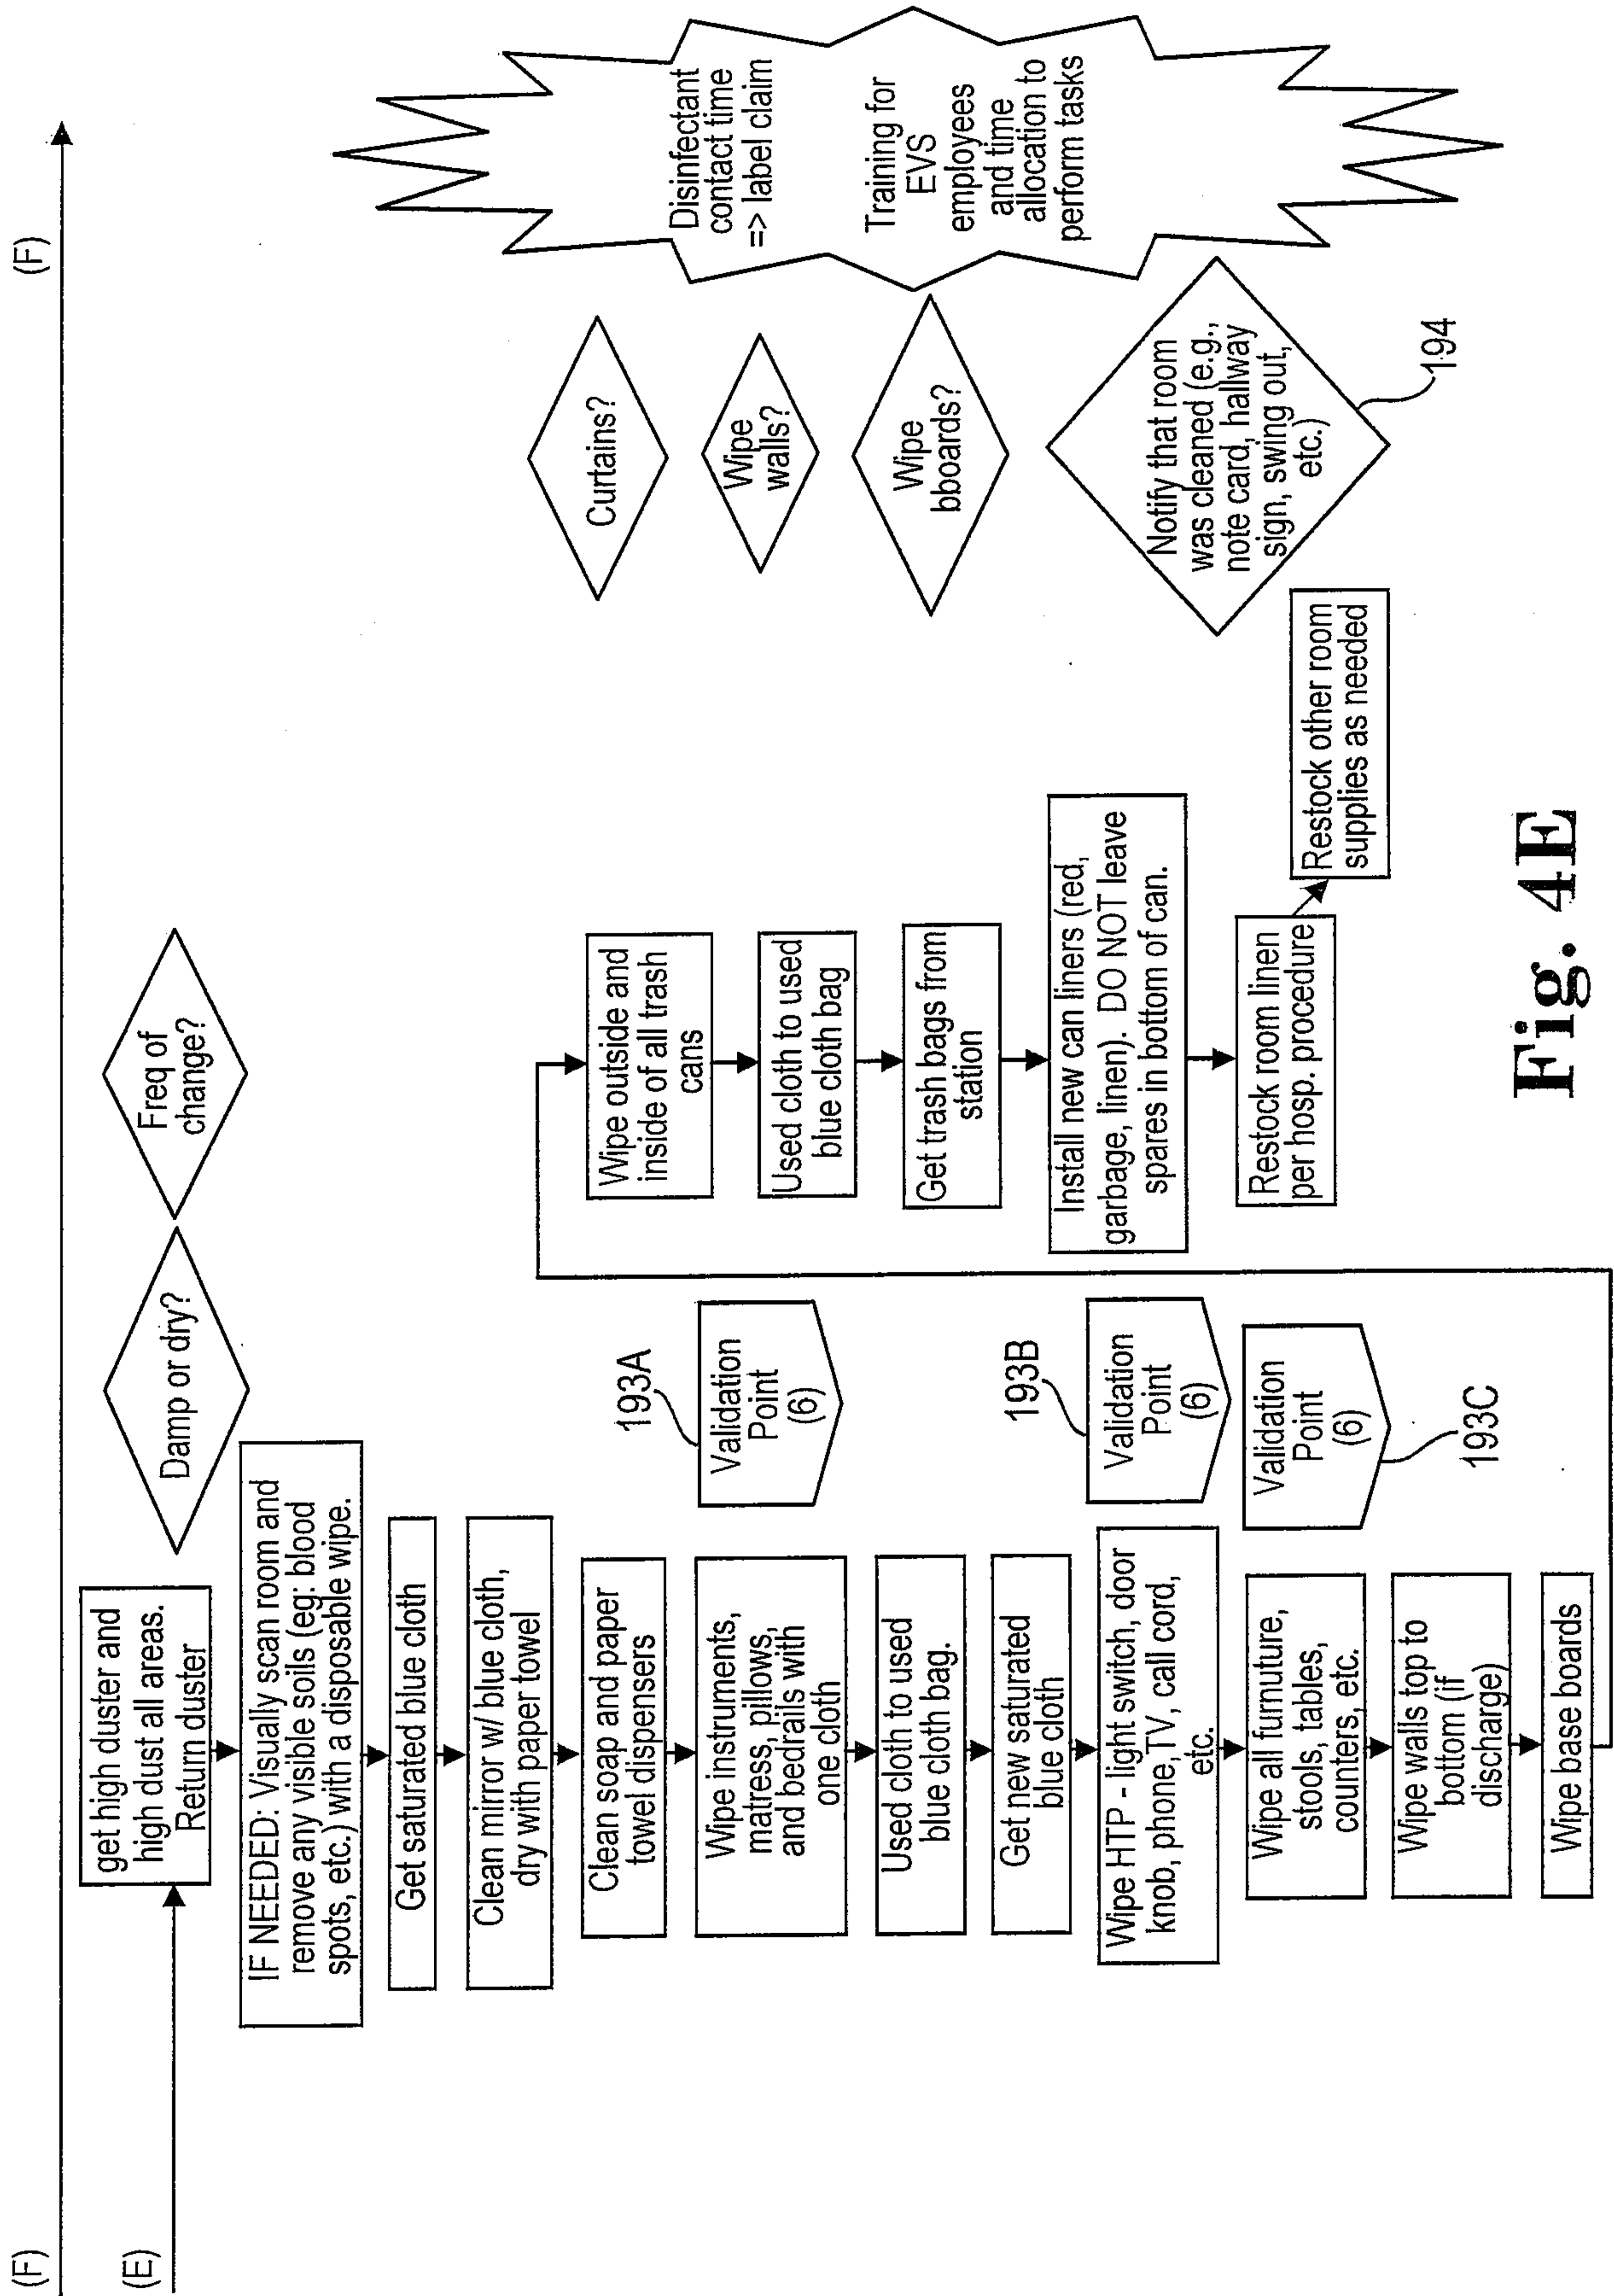 (F)
(F)
(E)
get high duster and
high dust all areas.
Return duster
Damp or dry?
Freq of
change?
IF NEEDED: Visually scan room and
remove any visible soils (eg: blood
spots, etc.) with a disposable wipe.
Get saturated blue cloth
Clean mirror w/ blue cloth,
dry with paper towel
Clean soap and paper
towel dispensers
Wipe instruments,
matress, pillows,
and bedrails with
one cloth
193A
Validation
Point
(6)
Used cloth to used
blue cloth bag.
Get new saturated
blue cloth
Wipe HTP - light switch, door
knob, phone, TV, call cord,
etc.
193B
Validation
Point
(6)
Wipe all furnuture,
stools, tables,
counters, etc.
Validation
Point
(6)
193C
Wipe walls top to
bottom (if
discharge)
Wipe base boards
Wipe outside and
inside of all trash
cans
Used cloth to used
blue cloth bag
Get trash bags from
station
Install new can liners (red,
garbage, linen). DO NOT leave
spares in bottom of can.
Restock room linen
per hosp. procedure
Restock other room
supplies as needed
Curtains?
Wipe
walls?
Wipe
bboards?
Notify that room
was cleaned (e.g.,
note card, hallway
sign, swing out,
etc.)
194
Disinfectant
contact time
=> label claim
Training for
EVS
employees
and time
allocation to
perform tasks
Fig. 4E